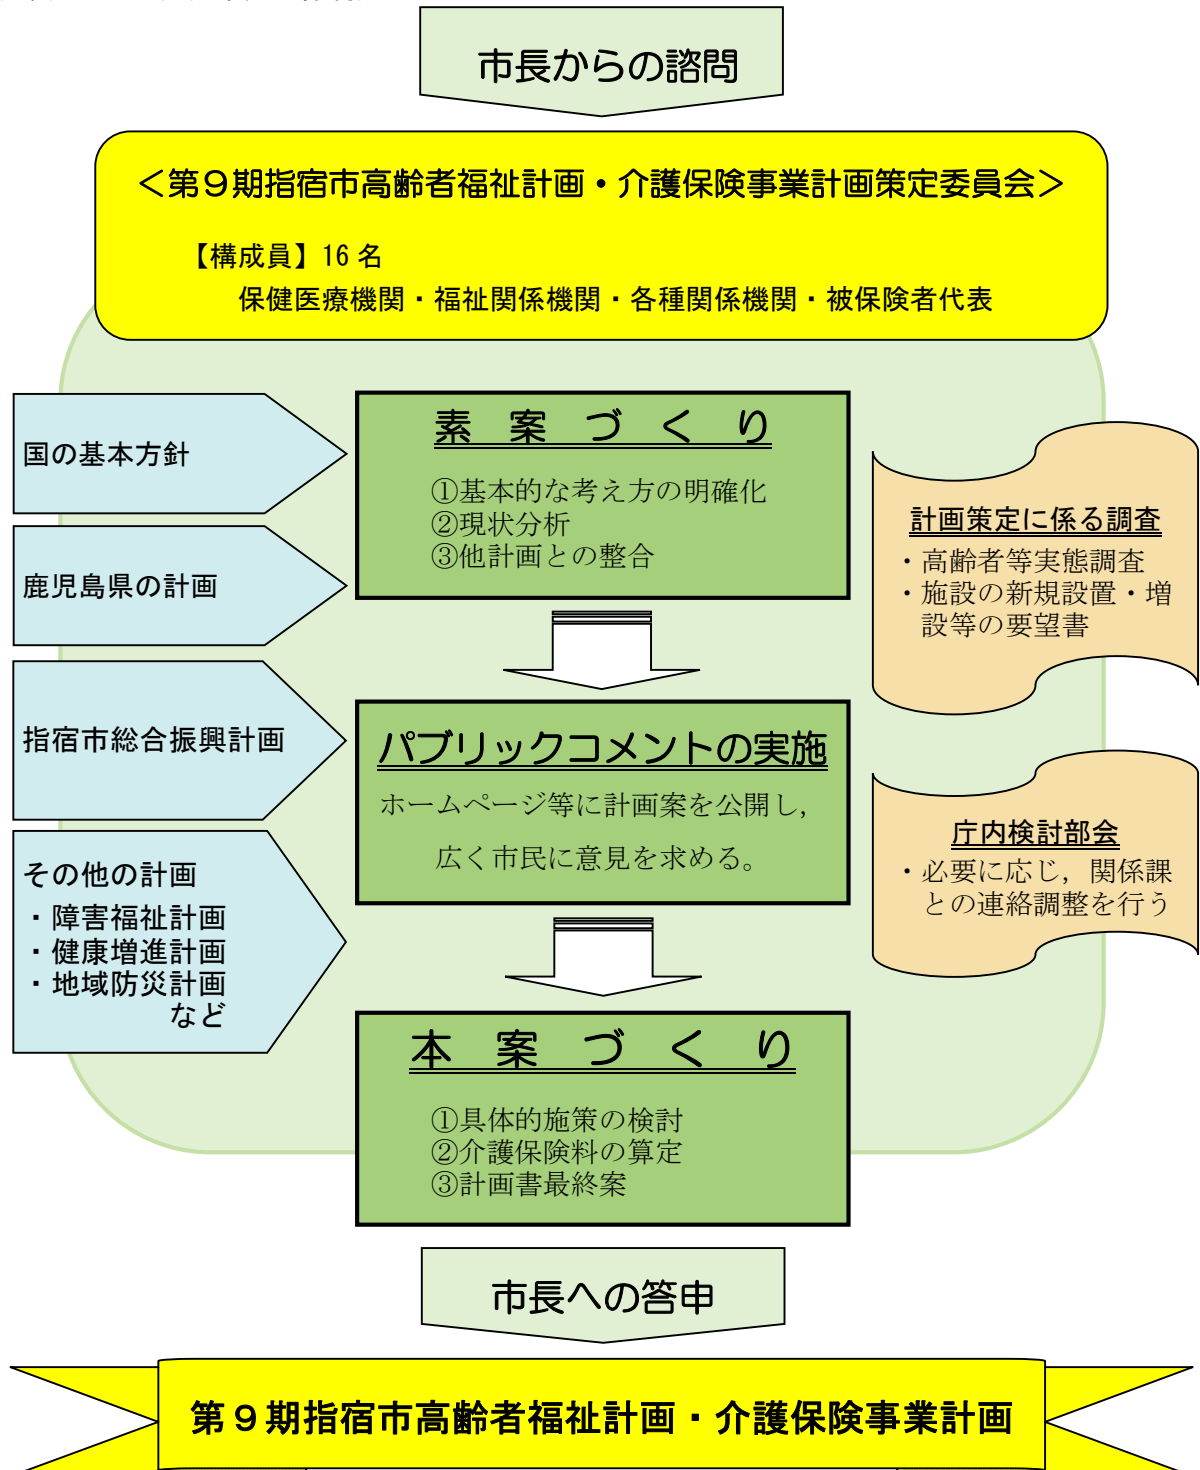 市長からの諮問
＜第９期指宿市高齢者福祉計画・介護保険事業計画策定委員会＞
【構成員】16 名
保健医療機関・福祉関係機関・各種関係機関・被保険者代表
国の基本方針
鹿児島県の計画
指宿市総合振興計画
その他の計画
・障害福祉計画
・健康増進計画
・地域防災計画
など
素 案 づ く り
①基本的な考え方の明確化
②現状分析
③他計画との整合
パブリックコメントの実施
ホームページ等に計画案を公開し，
広く市民に意見を求める。
本 案 づ く り
①具体的施策の検討
②介護保険料の算定
③計画書最終案
計画策定に係る調査
・高齢者等実態調査
・施設の新規設置・増
設等の要望書
庁内検討部会
・必要に応じ，関係課
との連絡調整を行う
市長への答申
第９期指宿市高齢者福祉計画・介護保険事業計画